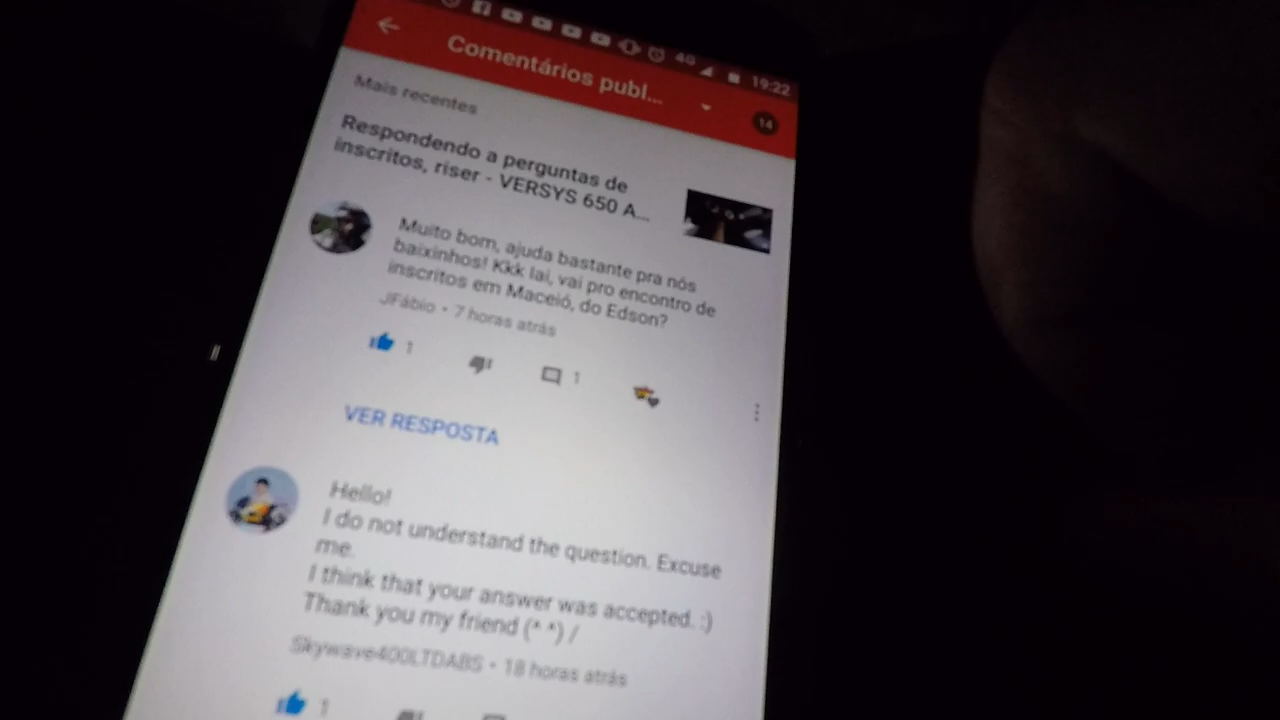 4G 19:22
Comentários publ...
14
Mais recentes
Respondendo a perguntas de
inscritos, riser - VERSYS 650 A...
Muito bom, ajuda bastante pra nós
baixinhos! Kkk Iai, vai pro encontro de
inscritos em Maceió, do Edson?
JFábio • 7 horas atrás
1
1
VER RESPOSTA
Hello!
I do not understand the question. Excuse
me.
I think that your answer was accepted. :)
Thank you my friend (^ ^) /
Skywave400LTDABS • 18 horas atrás
1